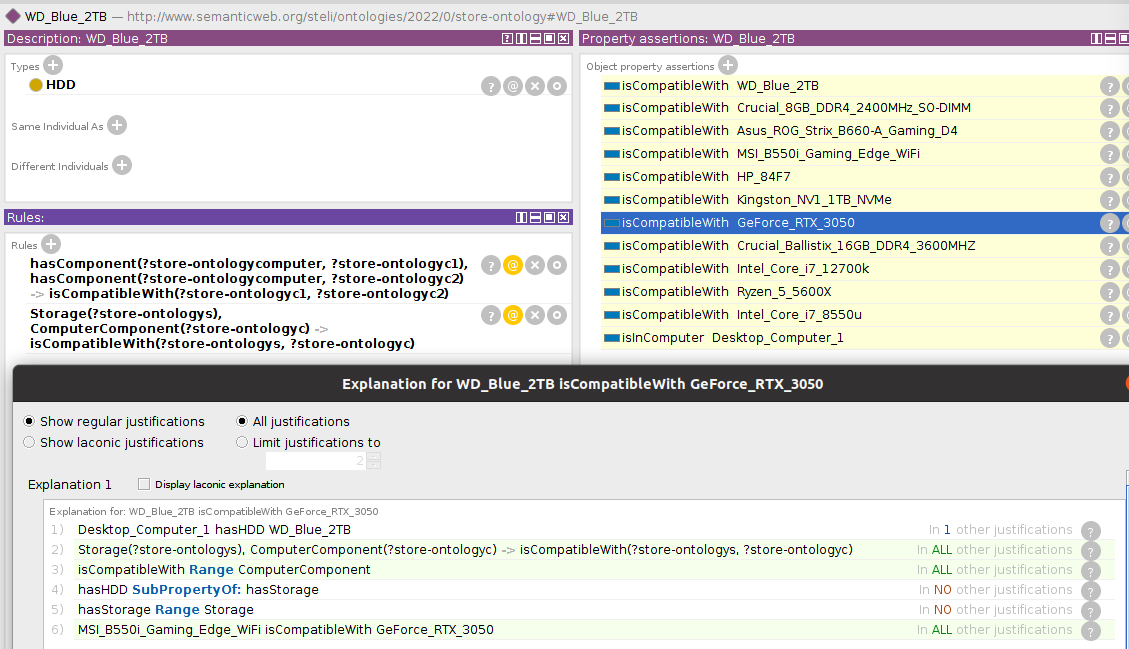 WD_Blue_2TB — http://www.semanticweb.org/steli/ontologies/2022/0/store-ontology#WD_Blue_2TB
Description: WD_Blue_2TB
Types
HDD
Same Individual As
Different Individuals
Rules:
Rules
hasComponent(?store-ontologycomputer, ?store-ontologyc1),
hasComponent(?store-ontologycomputer, ?store-ontologyc2)
-> isCompatibleWith(?store-ontologyc1, ?store-ontologyc2)
Storage(?store-ontologys),
ComputerComponent(?store-ontologyc) ->
isCompatibleWith(?store-ontologys, ?store-ontologyc)
Property assertions: WD_Blue_2TB
Object property assertions
isCompatibleWith WD_Blue_2TB
isCompatibleWith Crucial_8GB_DDR4_2400MHz_SO-DIMM
isCompatibleWith Asus_ROG_Strix_B660-A_Gaming_D4
isCompatibleWith MSI_B550i_Gaming_Edge_WiFi
isCompatibleWith HP_84F7
isCompatibleWith Kingston_NV1_1TB_NVMe
isCompatibleWith GeForce_RTX_3050
isCompatibleWith Crucial_Ballistix_16GB_DDR4_3600MHZ
isCompatibleWith Intel_Core_i7_12700k
isCompatibleWith Ryzen_5_5600X
isCompatibleWith Intel_Core_i7_8550u
isInComputer Desktop_Computer_1
Explanation for WD_Blue_2TB isCompatibleWith GeForce_RTX_3050
Show regular justifications All justifications
Show laconic justifications Limit justifications to
2
Explanation 1 Display laconic explanation
Explanation for: WD_Blue_2TB isCompatibleWith GeForce_RTX_3050
1) Desktop_Computer_1 hasHDD WD_Blue_2TB In 1 other justifications
2) Storage(?store-ontologys), ComputerComponent(?store-ontologyc) -> isCompatibleWith(?store-ontologys, ?store-ontologyc) In ALL other justifications
3) isCompatibleWith Range ComputerComponent In ALL other justifications
4) hasHDD SubPropertyOf: hasStorage In NO other justifications
5) hasStorage Range Storage In NO other justifications
6) MSI_B550i_Gaming_Edge_WiFi isCompatibleWith GeForce_RTX_3050 In ALL other justifications